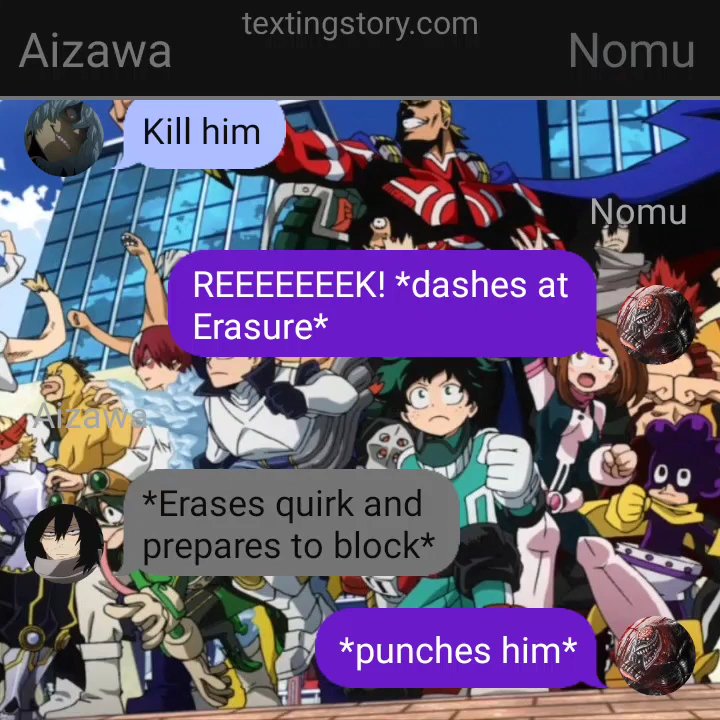 textingstory.com
Aizawa
Nomu
Kill him
Nomu
REEEEEEEK! *dashes at
Erasure*
Aizawa
*Erases quirk and
prepares to block*
*punches him*